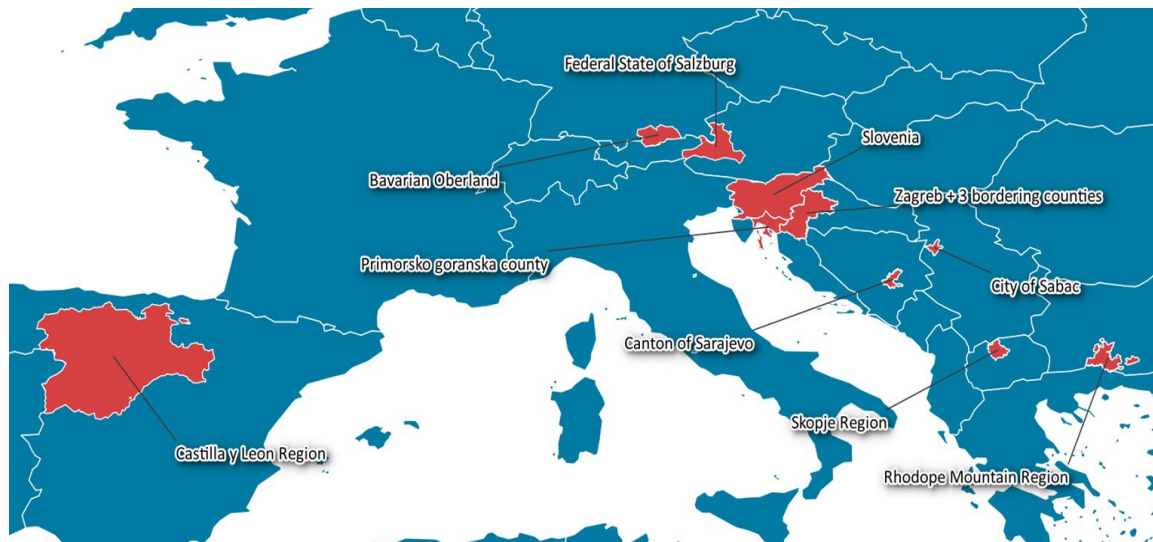 Federal State of Salzburg
Slovenia
Bavarian Oberland
Zagreb + 3 bordering counties
Primorsko goranska county
City of Sabac
Canton of Sarajevo
Skopje Region
Castilla y Leon Region
Rhodope Mountain Region